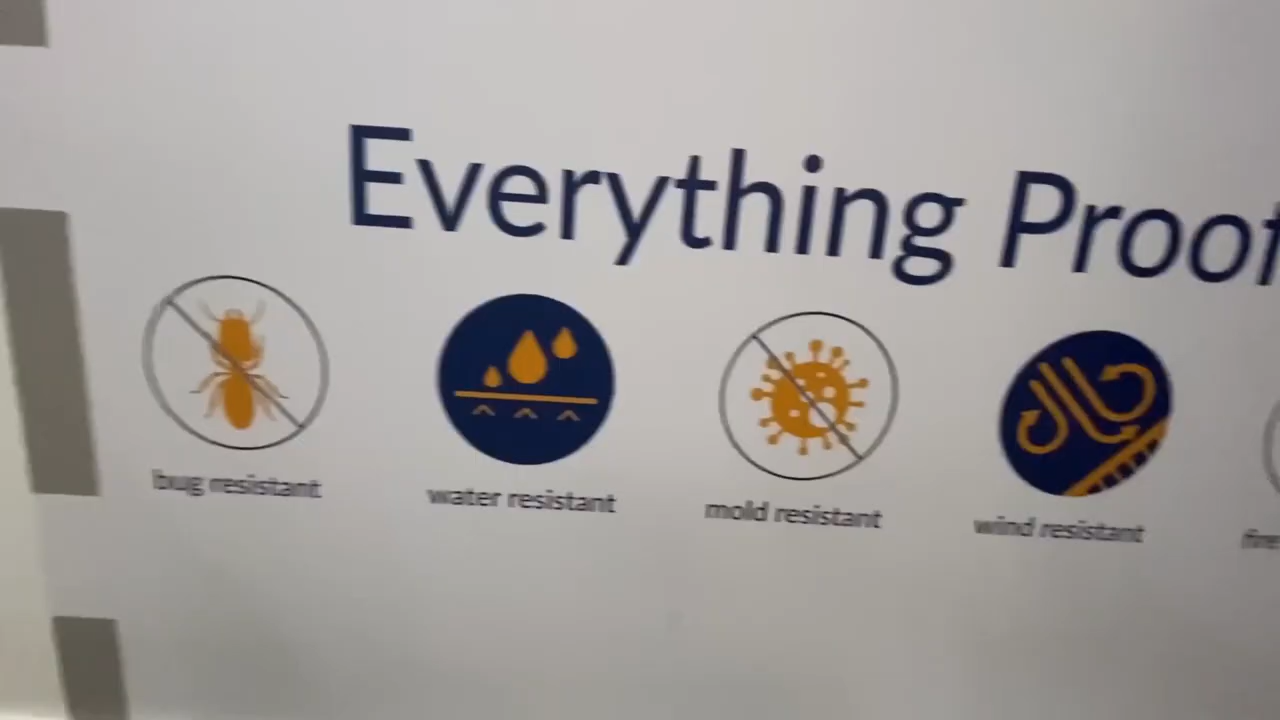 Everything Proof
bug resistant
water resistant
mold resistant
wind resistant